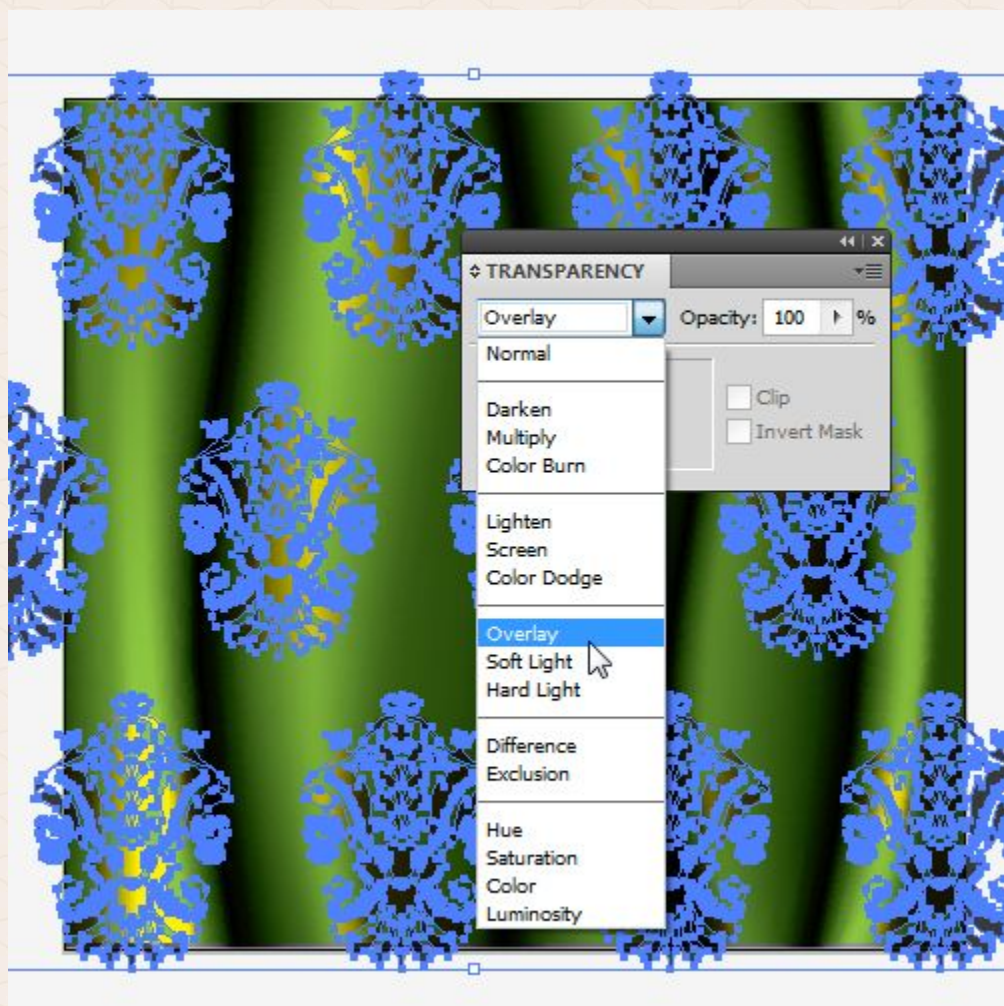 TRANSPARENCY
Overlay
Opacity: 100 %
Normal
Darken
Multiply
Color Burn
Lighten
Screen
Color Dodge
Overlay
Soft Light
Hard Light
Difference
Exclusion
Hue
Saturation
Color
Luminosity
Clip
Invert Mask